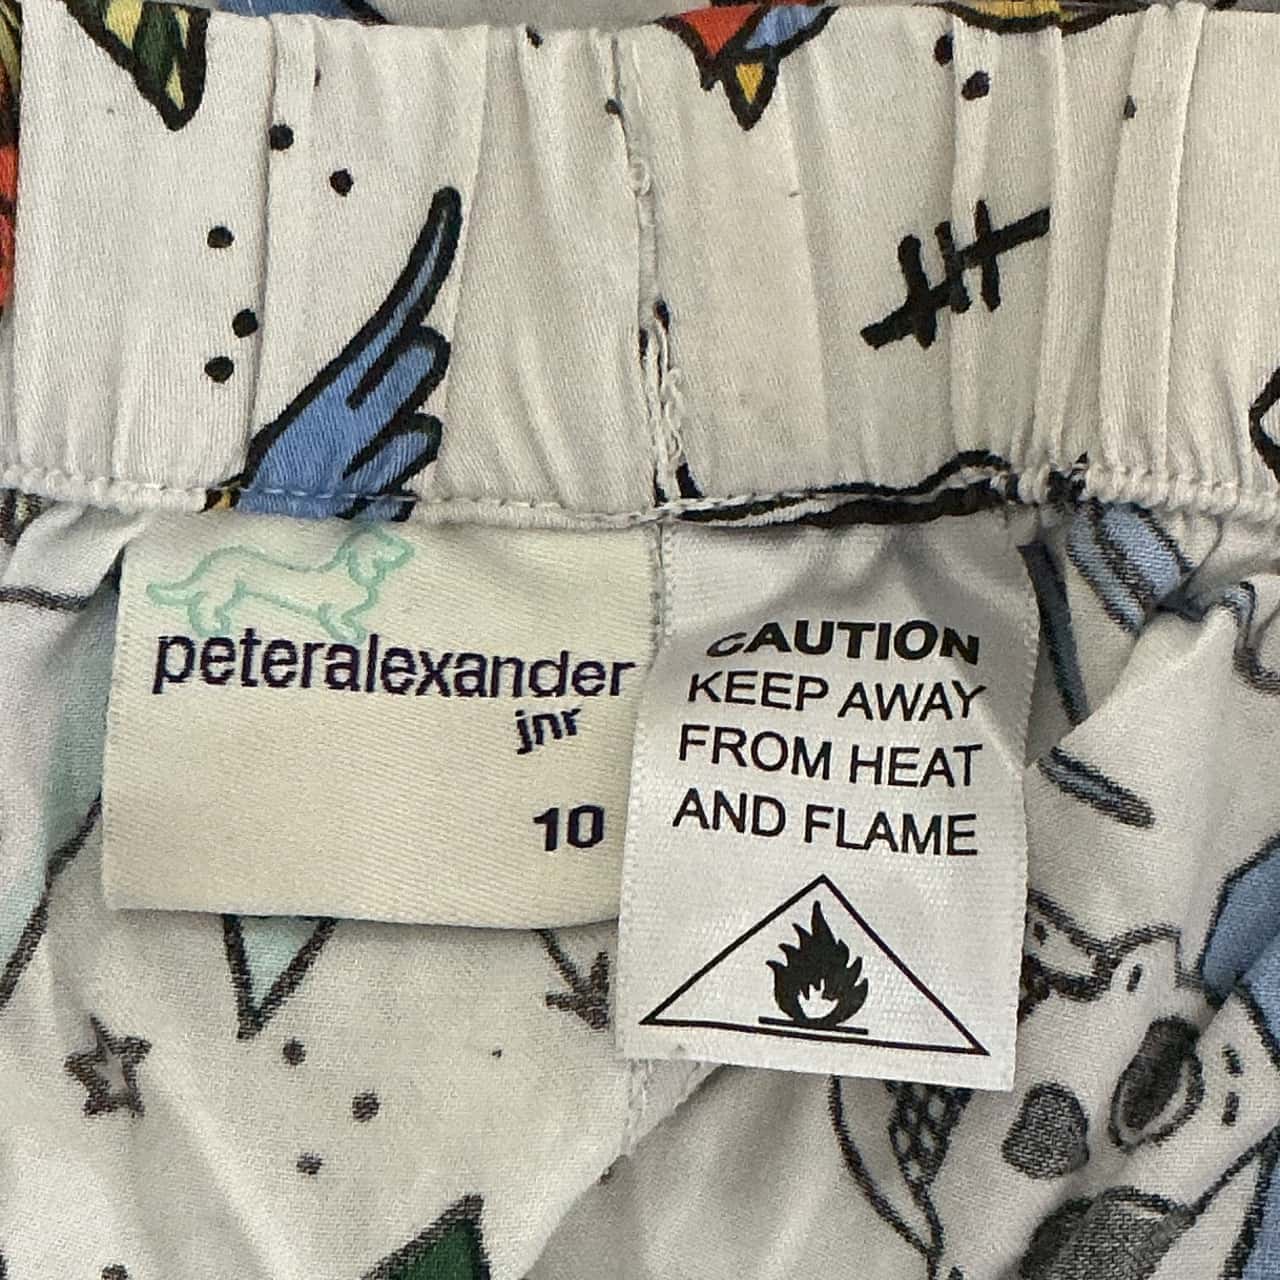 peteralexander
jnr
10
CAUTION
KEEP AWAY
FROM HEAT
AND FLAME